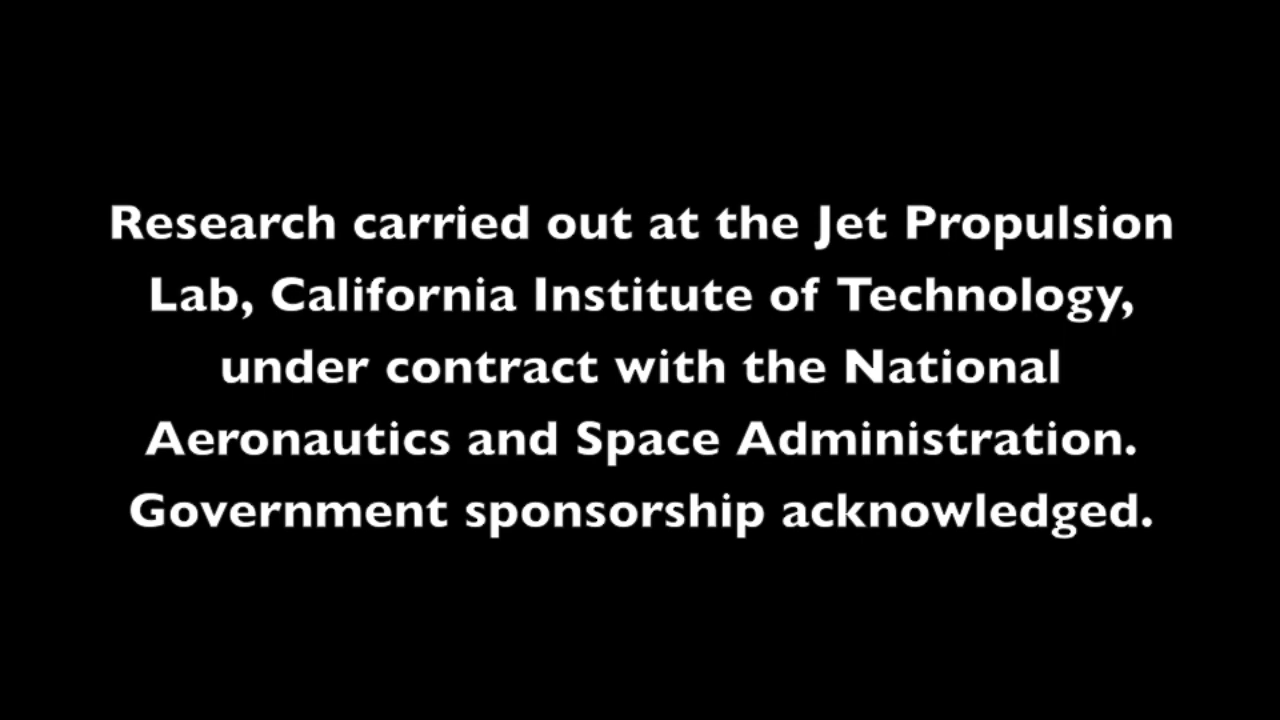 Research carried out at the Jet Propulsion
Lab, California Institute of Technology,
under contract with the National
Aeronautics and Space Administration.
Government sponsorship acknowledged.